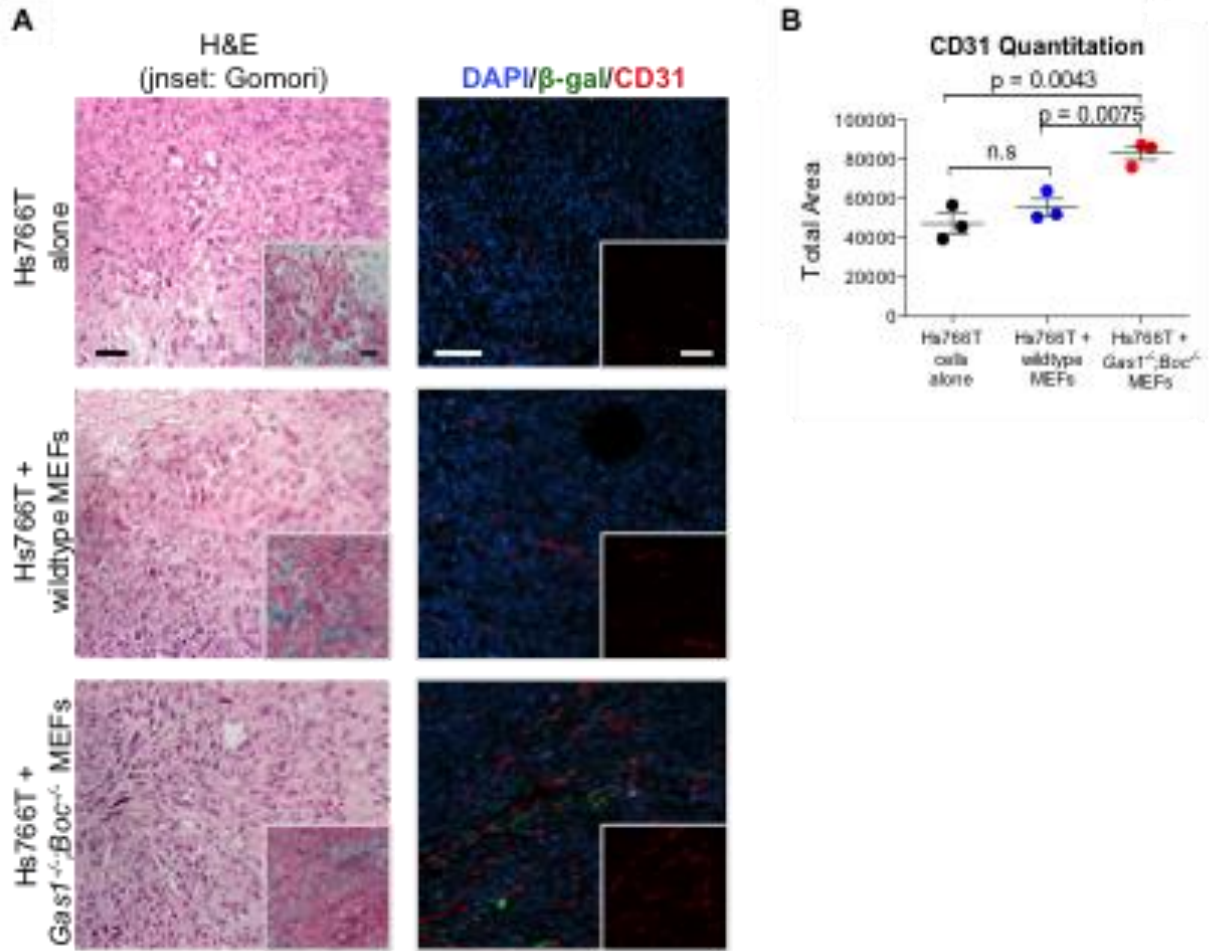 A
H&E
(jnset: Gomori)
DAPI/β-gal/CD31
Hs766T
alone
Hs766T +
wildtype MEFs
Hs766T +
Gas1-/-;Boc-/- MEFs
B
CD31 Quantitation
p = 0.0043
p = 0.0075
n.s
Total Area
100000
80000
60000
40000
20000
0
Hs766T
cells
alone
Hs766T +
wildtype
MEFs
Hs766T +
Gas1-/-;Boc-/-
MEFs